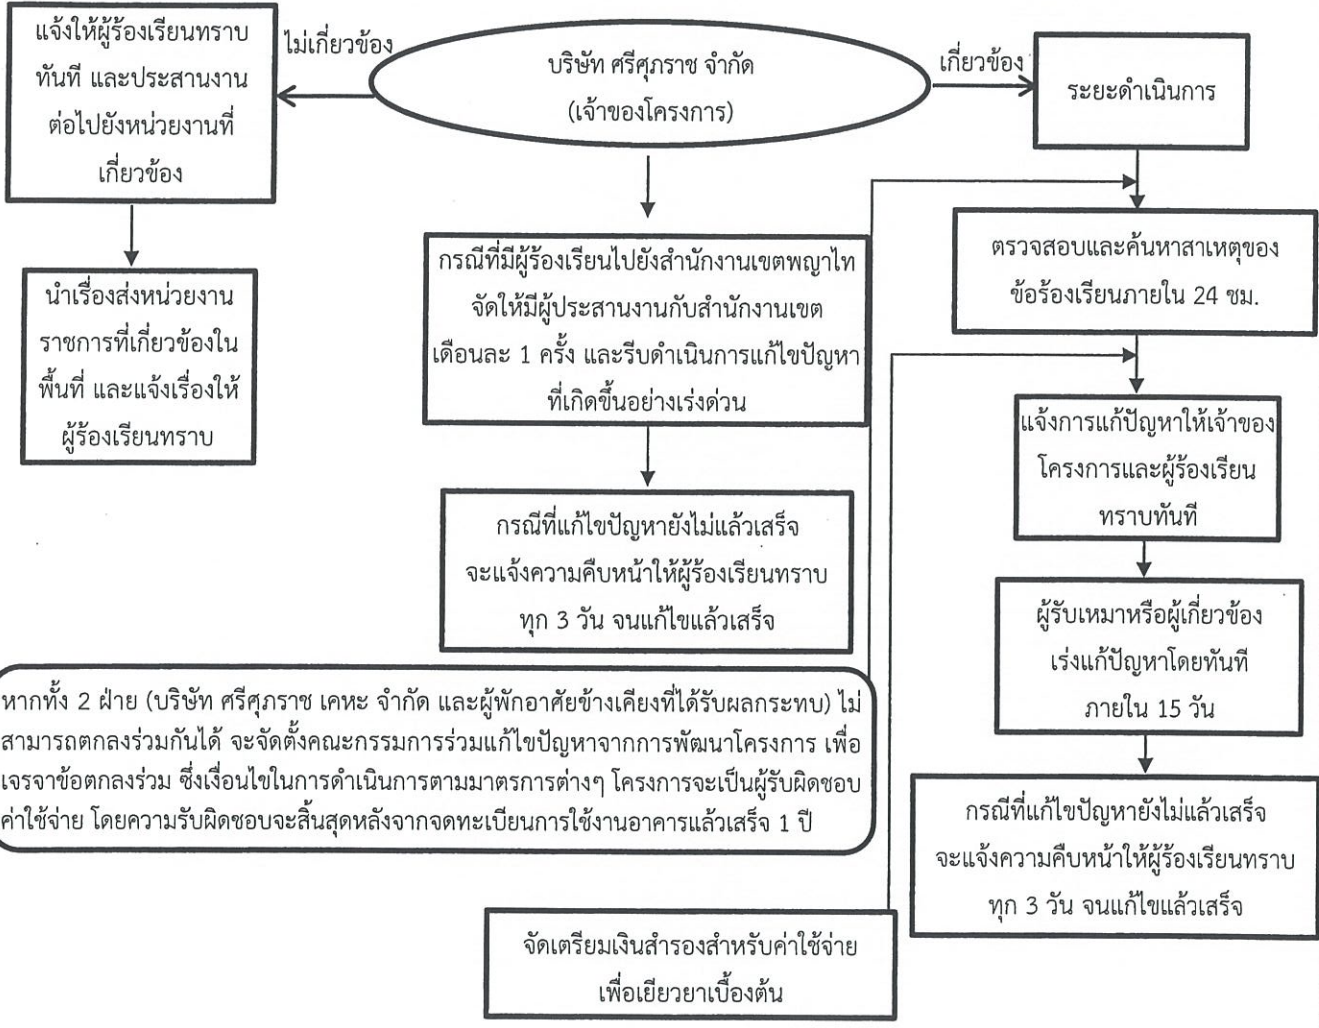 แจ้งให้ผู้ร้องเรียนทราบ
ทันที และประสานงาน
ต่อไปยังหน่วยงานที่
เกี่ยวข้อง
ไม่เกี่ยวข้อง
บริษัท ศรีศุภราช จำกัด
(เจ้าของโครงการ)
เกี่ยวข้อง
ระยะดำเนินการ
นำเรื่องส่งหน่วยงาน
ราชการที่เกี่ยวข้องใน
พื้นที่ และแจ้งเรื่องให้
ผู้ร้องเรียนทราบ
กรณีที่มีผู้ร้องเรียนไปยังสำนักงานเขตพญาไท
จัดให้มีผู้ประสานงานกับสำนักงานเขต
เดือนละ 1 ครั้ง และรีบดำเนินการแก้ไขปัญหา
ที่เกิดขึ้นอย่างเร่งด่วน
กรณีที่แก้ไขปัญหายังไม่แล้วเสร็จ
จะแจ้งความคืบหน้าให้ผู้ร้องเรียนทราบ
ทุก 3 วัน จนแก้ไขแล้วเสร็จ
ตรวจสอบและค้นหาสาเหตุของ
ข้อร้องเรียนภายใน 24 ชม.
แจ้งการแก้ปัญหาให้เจ้าของ
โครงการและผู้ร้องเรียน
ทราบทันที
ผู้รับเหมาหรือผู้เกี่ยวข้อง
เร่งแก้ปัญหาโดยทันที
ภายใน 15 วัน
กรณีที่แก้ไขปัญหายังไม่แล้วเสร็จ
จะแจ้งความคืบหน้าให้ผู้ร้องเรียนทราบ
ทุก 3 วัน จนแก้ไขแล้วเสร็จ
หากทั้ง 2 ฝ่าย (บริษัท ศรีศุภราช เคหะ จำกัด และผู้พักอาศัยข้างเคียงที่ได้รับผลกระทบ) ไม่
สามารถตกลงร่วมกันได้ จะจัดตั้งคณะกรรมการร่วมแก้ไขปัญหาจากการพัฒนาโครงการ เพื่อ
เจรจาข้อตกลงร่วม ซึ่งเงื่อนไขในการดำเนินการตามมาตรการต่างๆ โครงการจะเป็นผู้รับผิดชอบ
ค่าใช้จ่าย โดยความรับผิดชอบจะสิ้นสุดหลังจากจดทะเบียนการใช้งานอาคารแล้วเสร็จ 1 ปี
จัดเตรียมเงินสำรองสำหรับค่าใช้จ่าย
เพื่อเยียวยาเบื้องต้น